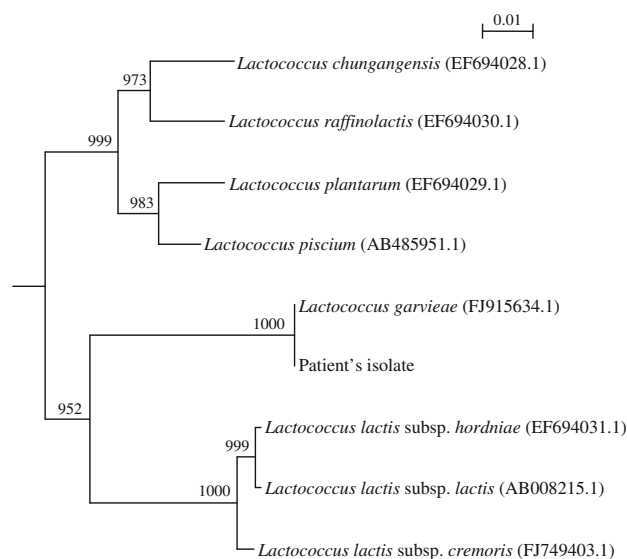 0.01
Lactococcus chungangensis (EF694028.1)
973
Lactococcus raffinolactis (EF694030.1)
999
Lactococcus plantarum (EF694029.1)
983
Lactococcus piscium (AB485951.1)
Lactococcus garvieae (FJ915634.1)
1000
Patient's isolate
952
Lactococcus lactis subsp. hordniae (EF694031.1)
999
Lactococcus lactis subsp. lactis (AB008215.1)
1000
Lactococcus lactis subsp. cremoris (FJ749403.1)